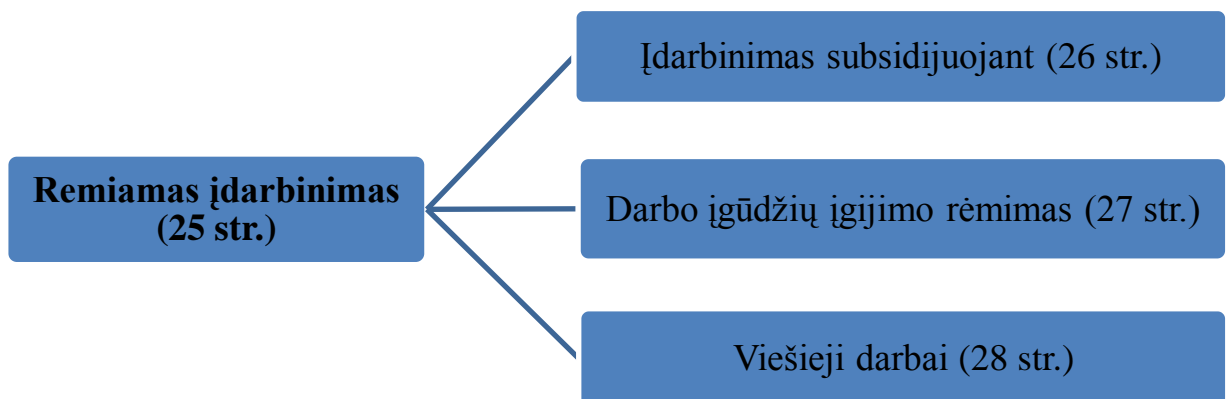 Remiamas įdarbinimas
(25 str.)
Įdarbinimas subsidijuojant (26 str.)
Darbo įgūdžių įgijimo rėmimas (27 str.)
Viešieji darbai (28 str.)